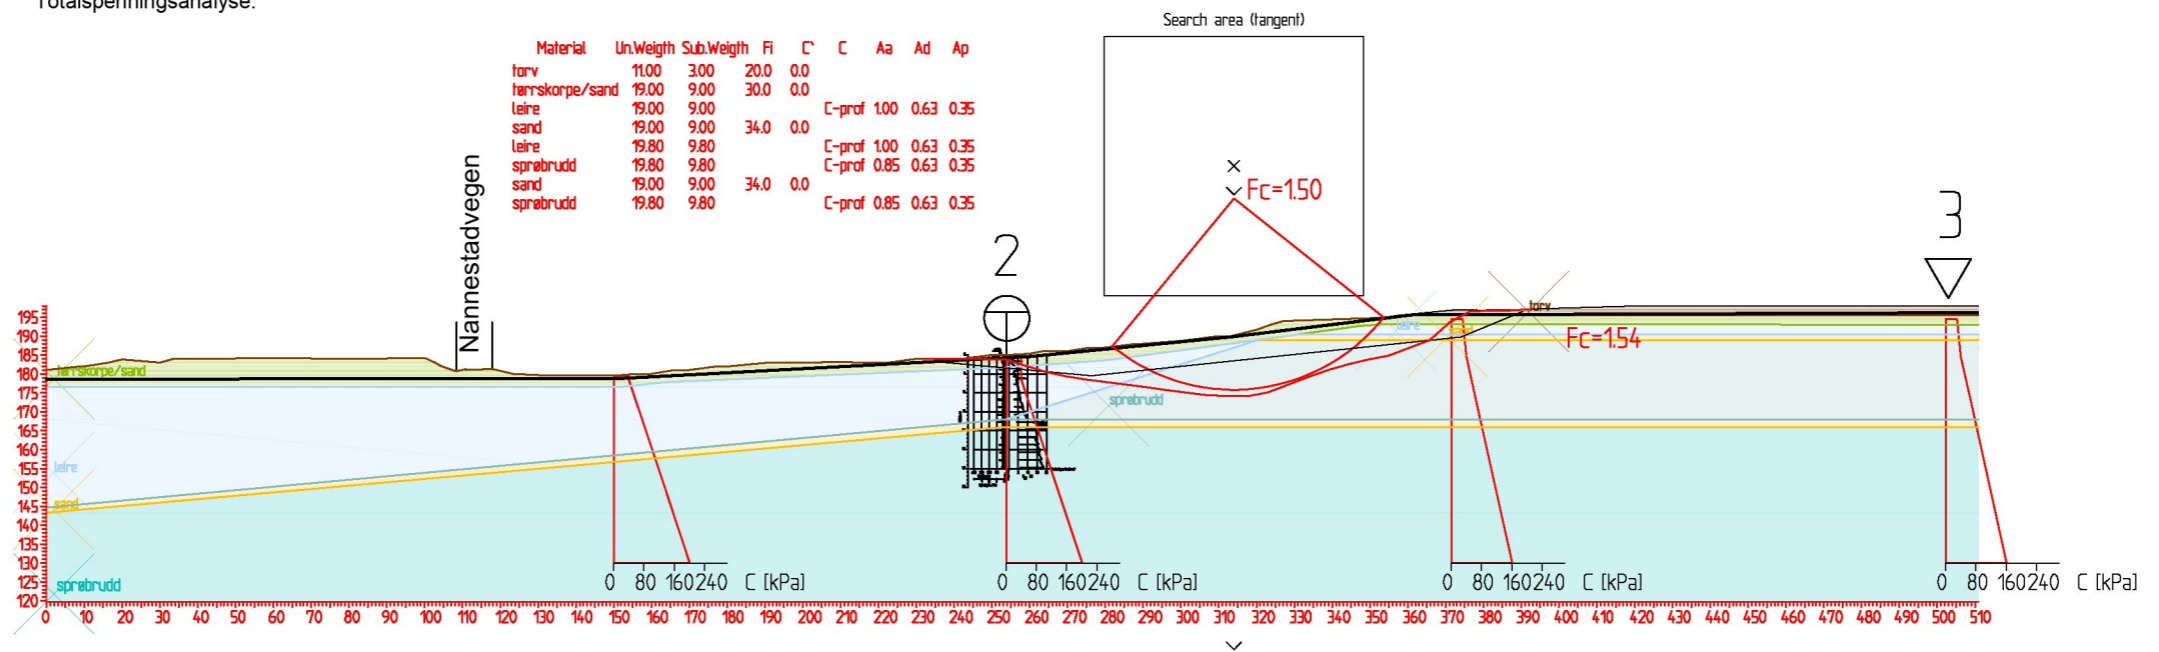 Totalspenningsanalyse.
Search area (tangent)
Material Un.Weigth Sub.Weigth Fi C` C Aa Ad Ap
torv 11.00 3.00 20.0 0.0
tørrskorpe/sand 19.00 9.00 30.0 0.0
leire 19.00 9.00 C-prof 1.00 0.63 0.35
sand 19.00 9.00 34.0 0.0
leire 19.80 9.80 C-prof 1.00 0.63 0.35
sprøbrudd 19.80 9.80 C-prof 0.85 0.63 0.35
sand 19.00 9.00 34.0 0.0
sprøbrudd 19.80 9.80 C-prof 0.85 0.63 0.35
Nannestadvegen
Fc=1.50
2
3
torv
leire
sand
Fc=1.54
tørrskorpe/sand
sprøbrudd
leire
sand
sprøbrudd
195
190
185
180
175
170
165
160
155
150
145
140
135
130
125
120
0 80 160 240 C [kPa]
0 80 160 240 C [kPa]
0 80 160 240 C [kPa]
0 80 160 240 C [kPa]
0 10 20 30 40 50 60 70 80 90 100 110 120 130 140 150 160 170 180 190 200 210 220 230 240 250 260 270 280 290 300 310 320 330 340 350 360 370 380 390 400 410 420 430 440 450 460 470 480 490 500 510